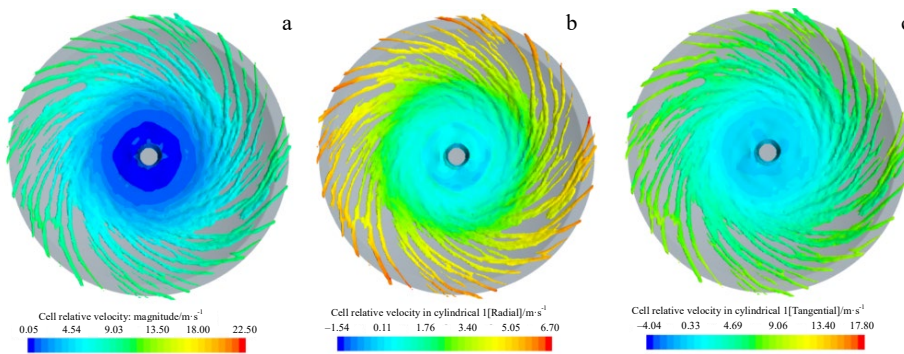 a
b
Cell relative velocity: magnitude/m·s⁻¹
0.05 4.54 9.03 13.50 18.00 22.50
Cell relative velocity in cylindrical 1[Radial]/m·s⁻¹
−1.54 0.11 1.76 3.40 5.05 6.70
Cell relative velocity in cylindrical 1[Tangential]/m·s⁻¹
−4.04 0.33 4.69 9.06 13.40 17.80